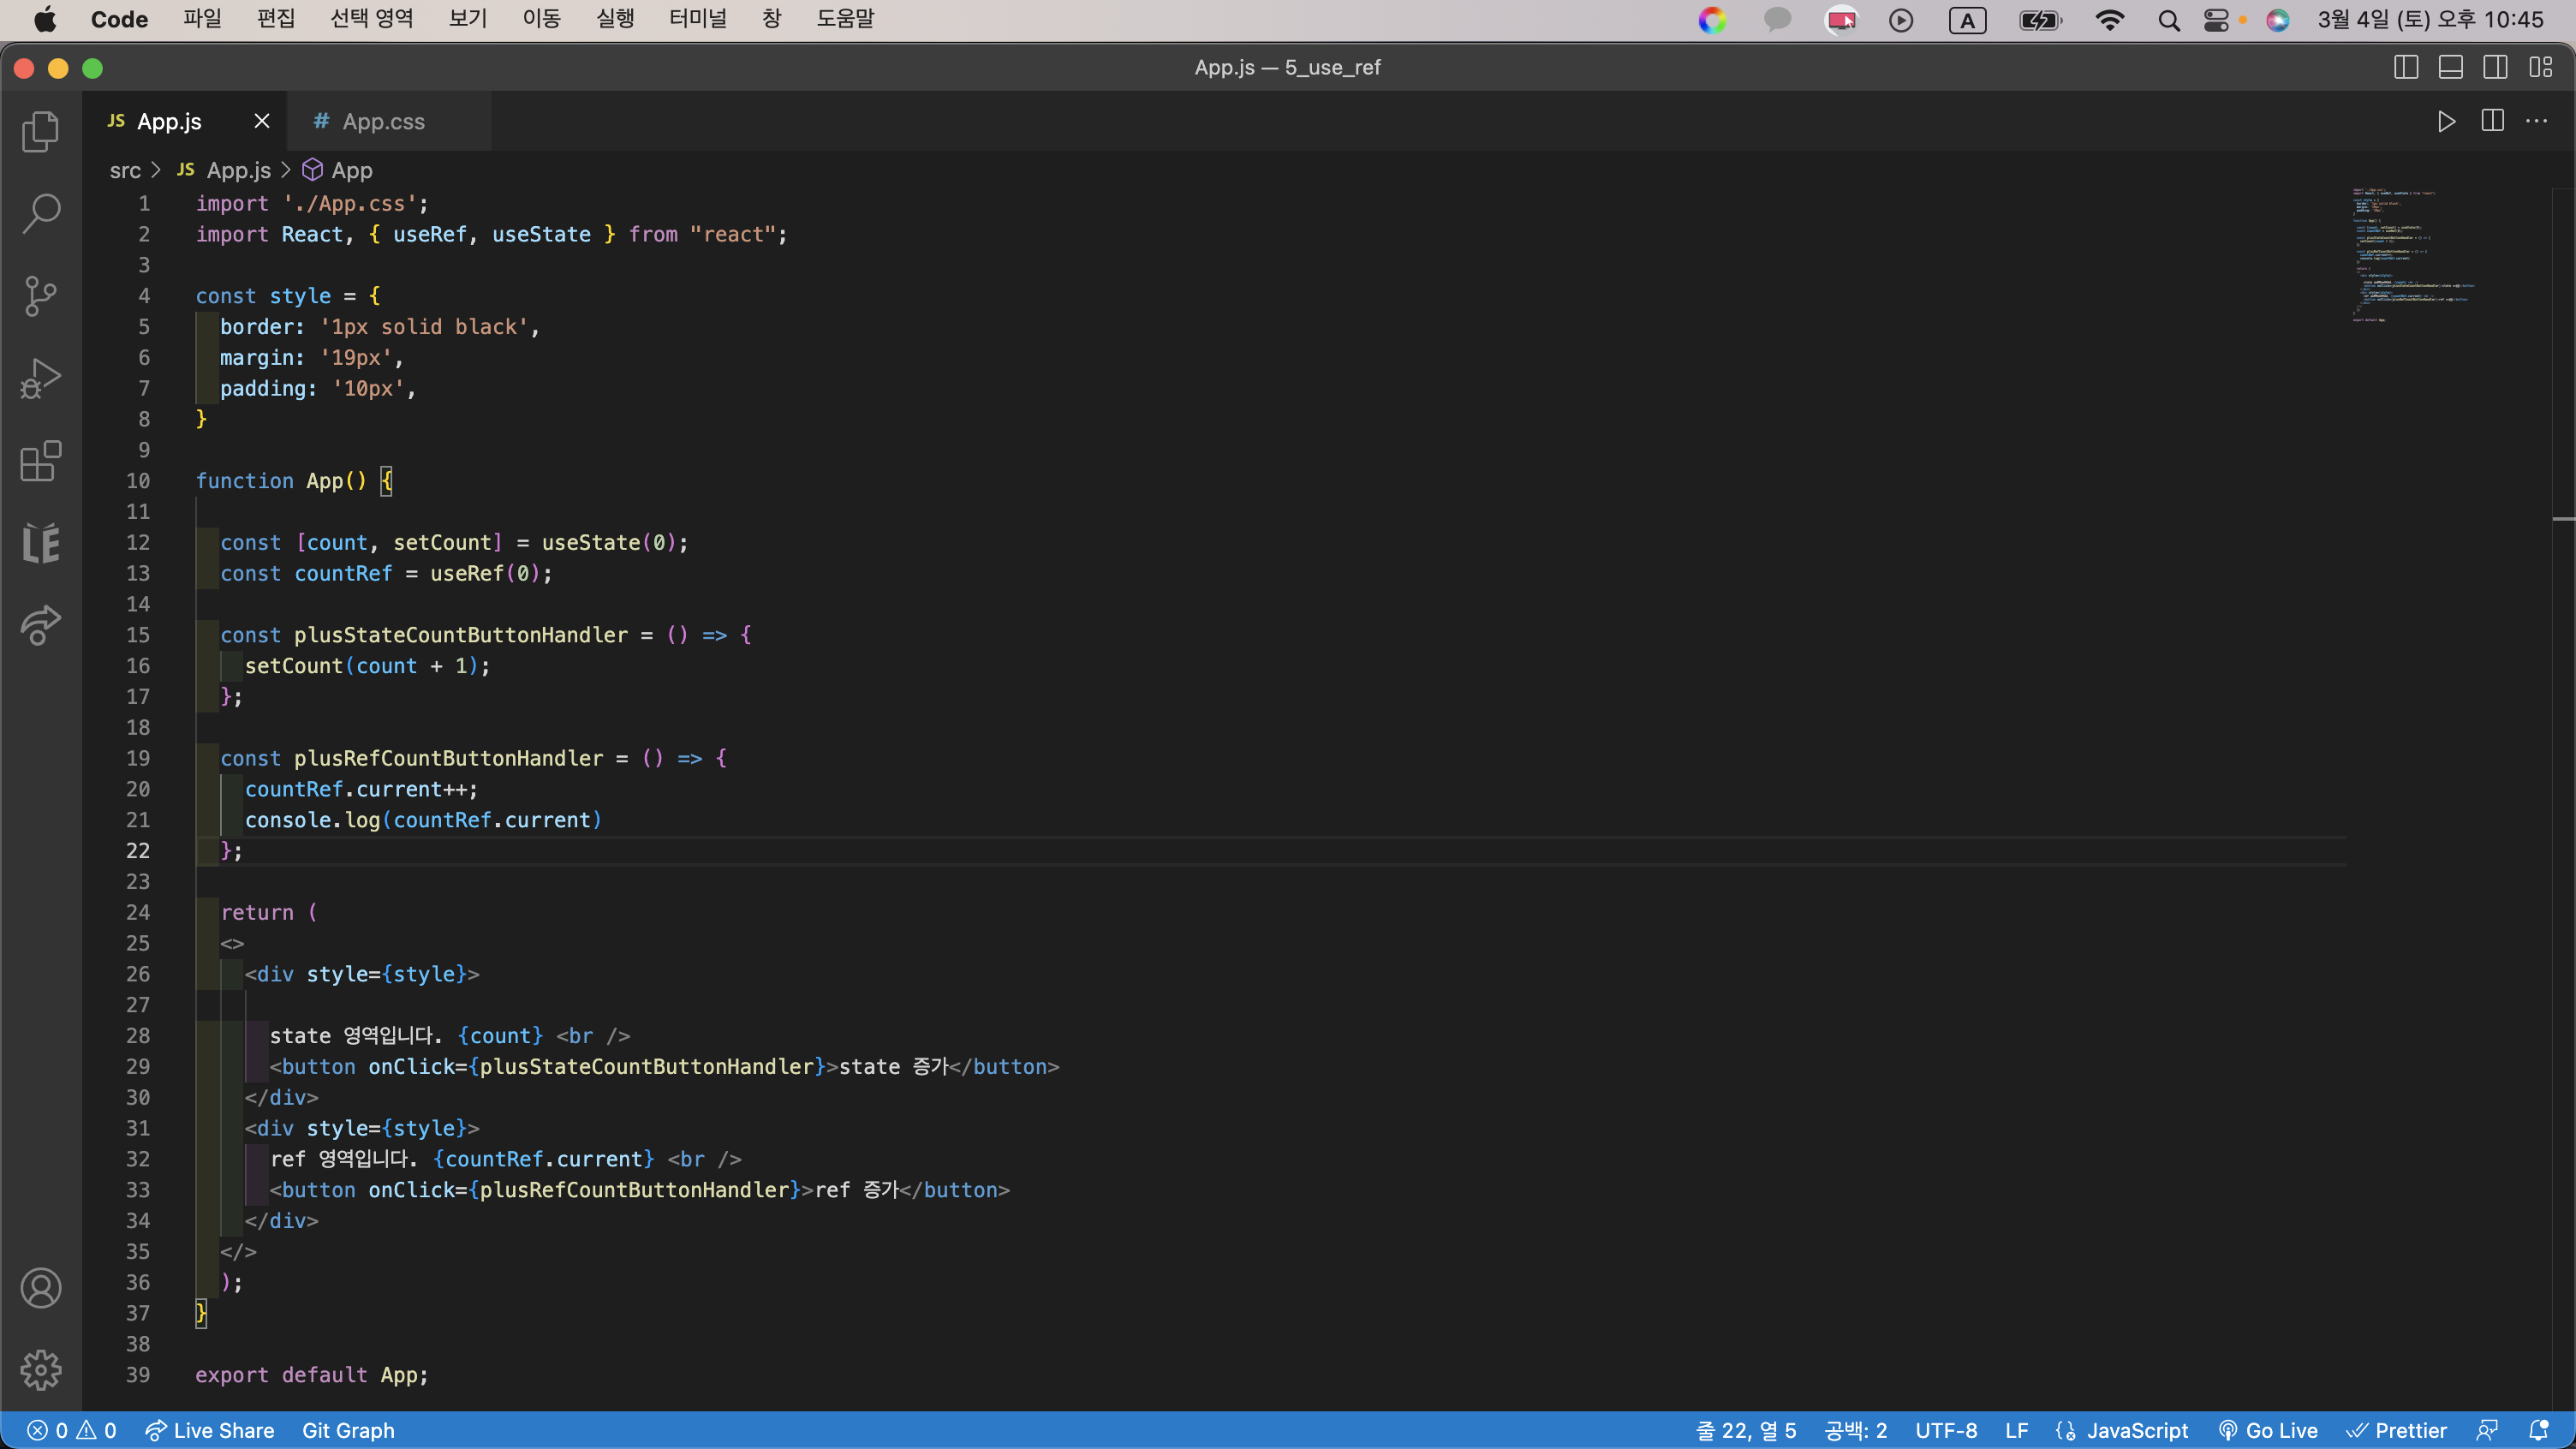 Code 파일 편집 선택 영역 보기 이동 실행 터미널 창 도움말 A 3월 4일 (토) 오후 10:45
App.js — 5_use_ref
JS App.js # App.css
src > JS App.js > App
1 import './App.css';
2 import React, { useRef, useState } from "react";
3
4 const style = {
5 border: '1px solid black',
6 margin: '19px',
7 padding: '10px',
8 }
9
10 function App() {
11
12 const [count, setCount] = useState(0);
13 const countRef = useRef(0);
14
15 const plusStateCountButtonHandler = () => {
16 setCount(count + 1);
17 };
18
19 const plusRefCountButtonHandler = () => {
20 countRef.current++;
21 console.log(countRef.current)
22 };
23
24 return (
25 <>
26 <div style={style}>
27
28 state 영역입니다. {count} <br />
29 <button onClick={plusStateCountButtonHandler}>state 증가</button>
30 </div>
31 <div style={style}>
32 ref 영역입니다. {countRef.current} <br />
33 <button onClick={plusRefCountButtonHandler}>ref 증가</button>
34 </div>
35 </>
36 );
37 }
38
39 export default App;
0 0 Live Share Git Graph 줄 22, 열 5 공백: 2 UTF-8 LF JavaScript Go Live Prettier